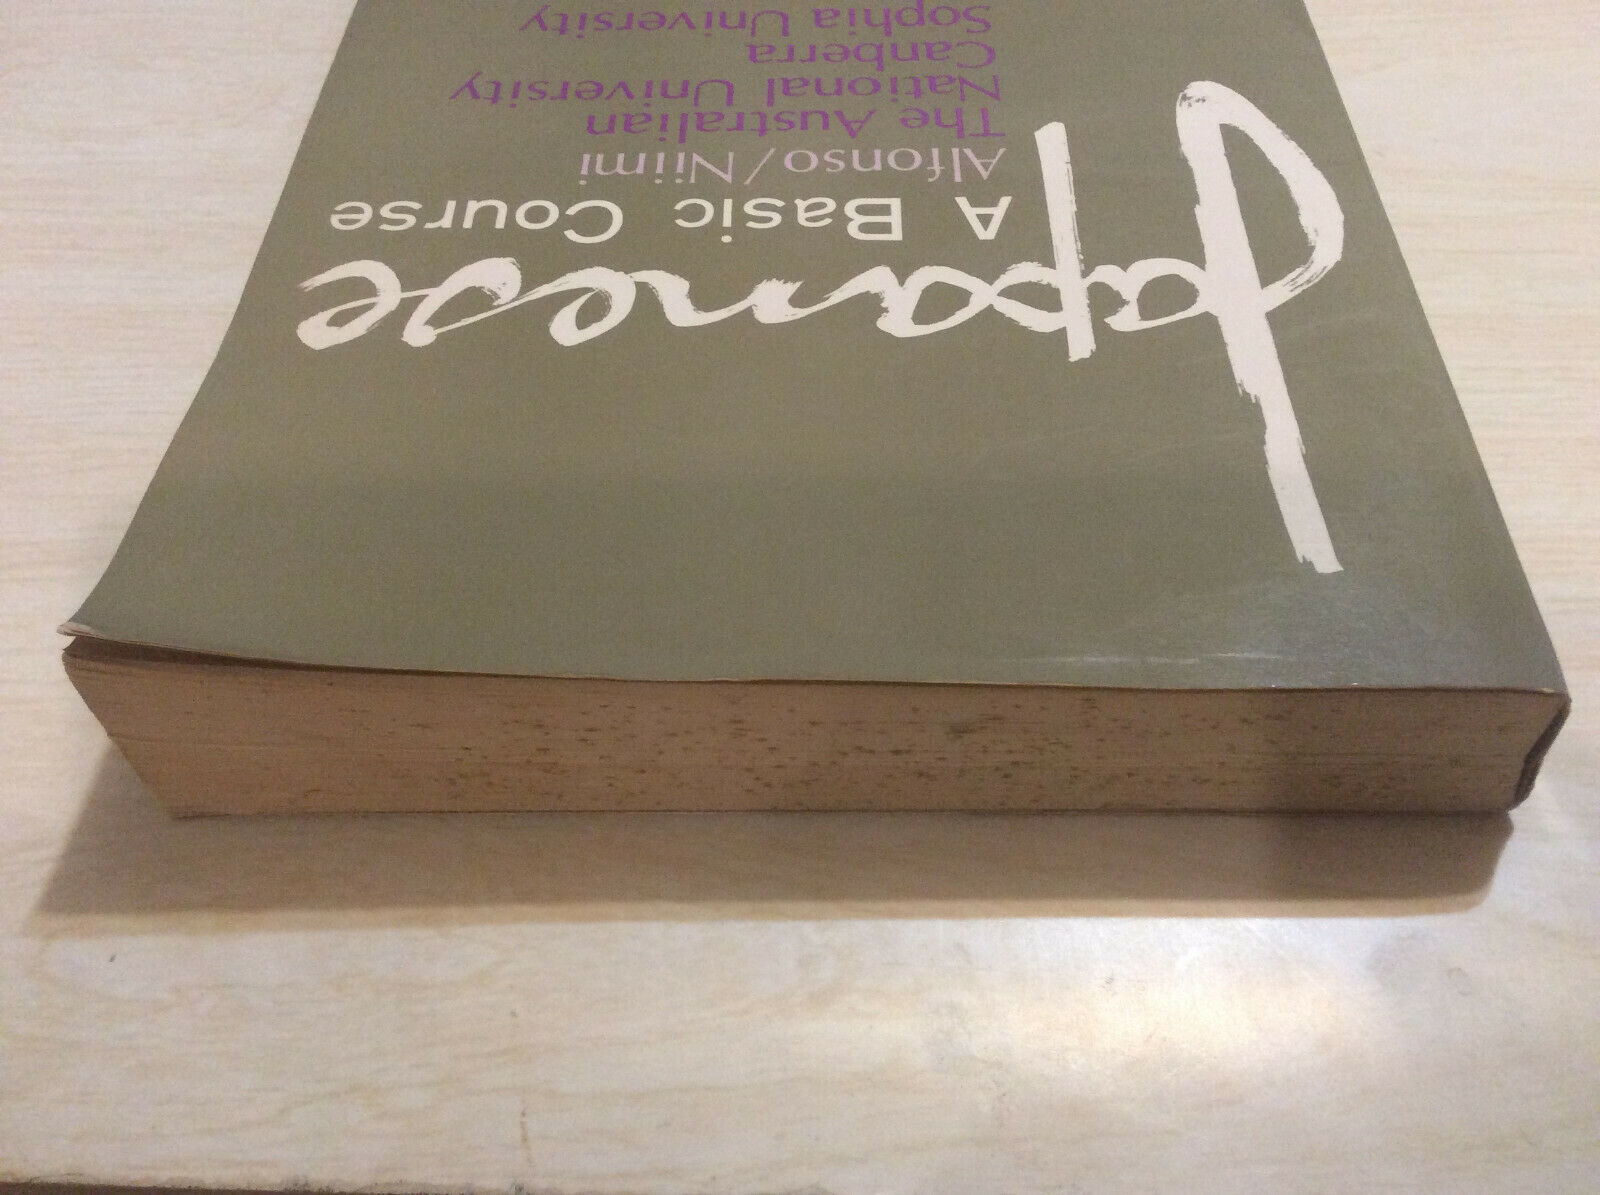 Japanese
A Basic Course
Alfonso/Niimi
The Australian
National University
Canberra
Sophia University